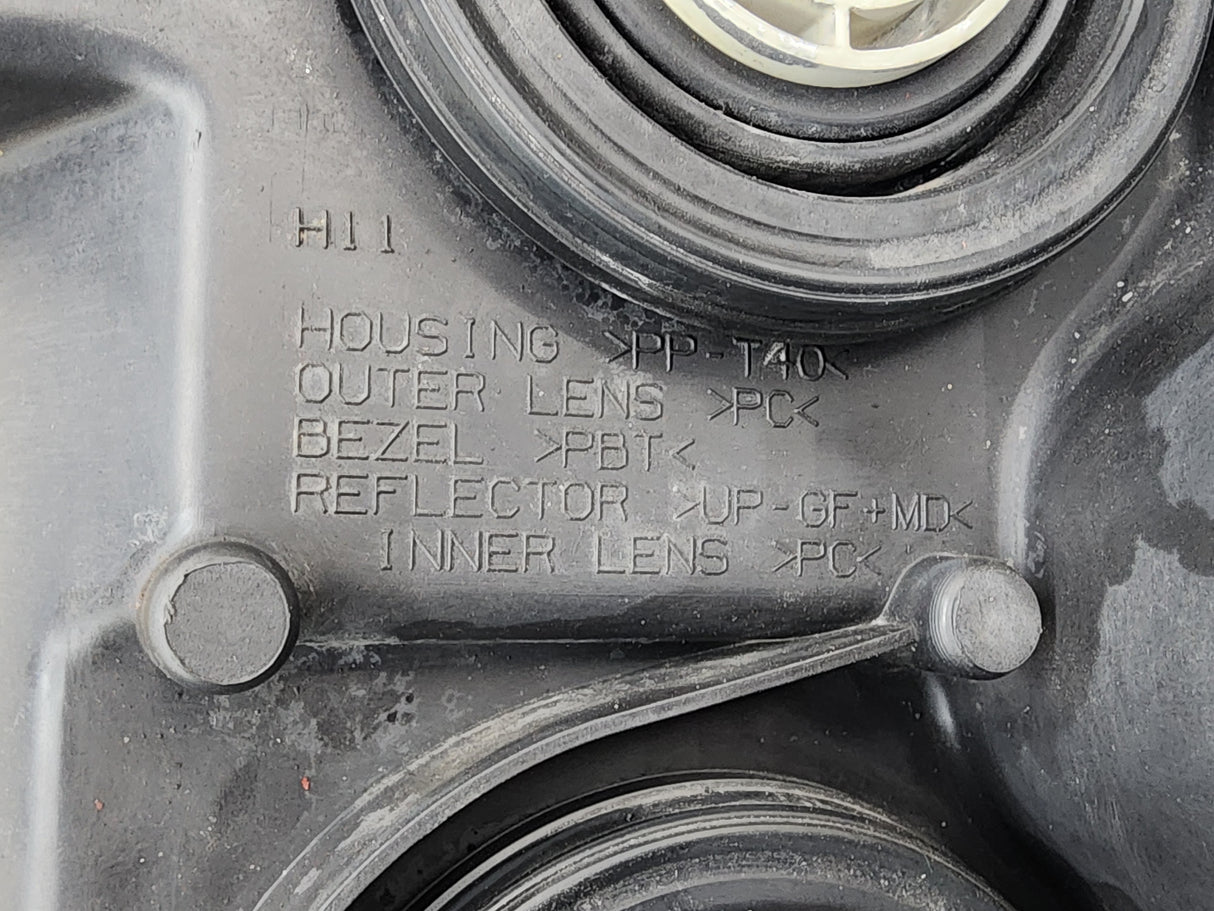 H11
HOUSING >PP-T40<
OUTER LENS >PC<
BEZEL >PBT<
REFLECTOR >UP-GF+MD<
INNER LENS >PC<